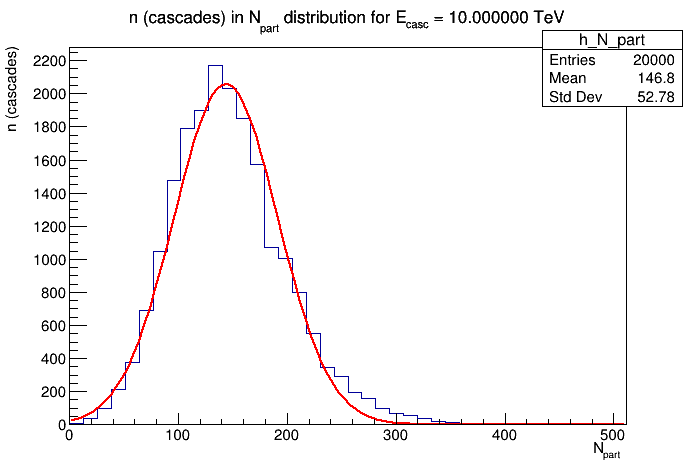 n (cascades) in N_part distribution for E_casc = 10.000000 TeV
h_N_part
Entries 20000
Mean 146.8
Std Dev 52.78
n (cascades)
2200
2000
1800
1600
1400
1200
1000
800
600
400
200
0
0 100 200 300 400 500
N_part